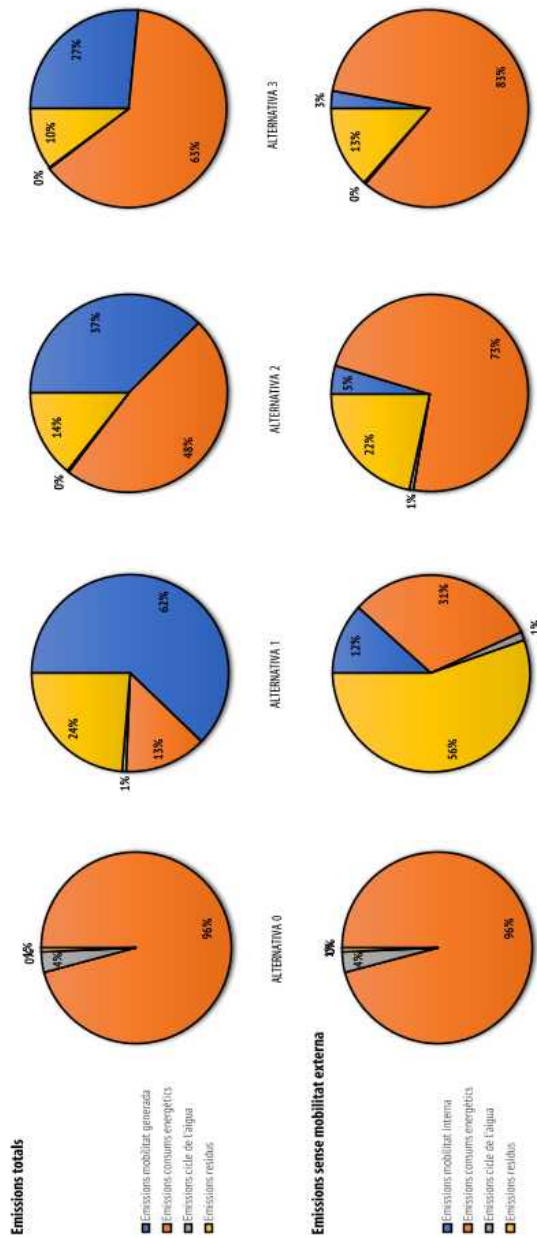 Emissions totals
Emissions mobilitat generada
Emissions consums energètics
Emissions cicle de l'aigua
Emissions residus
0%
4%
96%
ALTERNATIVA 0
24%
1%
13%
62%
ALTERNATIVA 1
14%
0%
48%
37%
ALTERNATIVA 2
10%
0%
63%
27%
ALTERNATIVA 3
Emissions sense mobilitat externa
Emissions mobilitat interna
Emissions consums energètics
Emissions cicle de l'aigua
Emissions residus
4%
96%
12%
31%
1%
56%
5%
22%
1%
73%
3%
13%
0%
83%